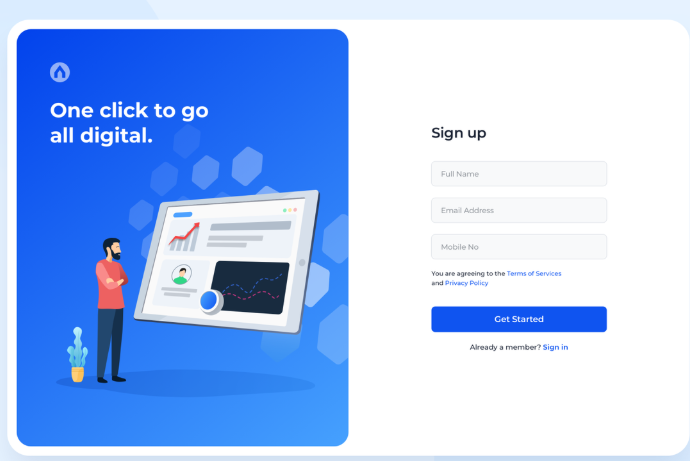 One click to go
all digital.
Sign up
Full Name
Email Address
Mobile No
You are agreeing to the Terms of Services
and Privacy Policy
Get Started
Already a member? Sign in